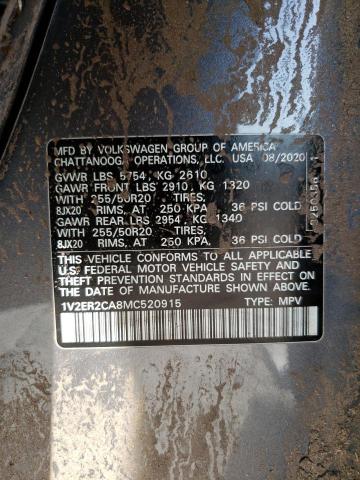 MFD BY VOLKSWAGEN GROUP OF AMERICA
CHATTANOOGA OPERATIONS, LLC. USA 08/2020
GVWR LBS 5754, KG 2610
GAWR FRONT LBS 2910, KG 1320
WITH 255/50R20 TIRES,
8JX20 RIMS, AT 250 KPA, 36 PSI COLD
GAWR REAR LBS 2954, KG 1340
WITH 255/50R20 TIRES,
8JX20 RIMS, AT 250 KPA, 36 PSI COLD
THIS VEHICLE CONFORMS TO ALL APPLICABLE
U.S. FEDERAL MOTOR VEHICLE SAFETY AND
THEFT PREVENTION STANDARDS IN EFFECT ON
THE DATE OF MANUFACTURE SHOWN ABOVE.
1V2ER2CA8MC520915 TYPE: MPV